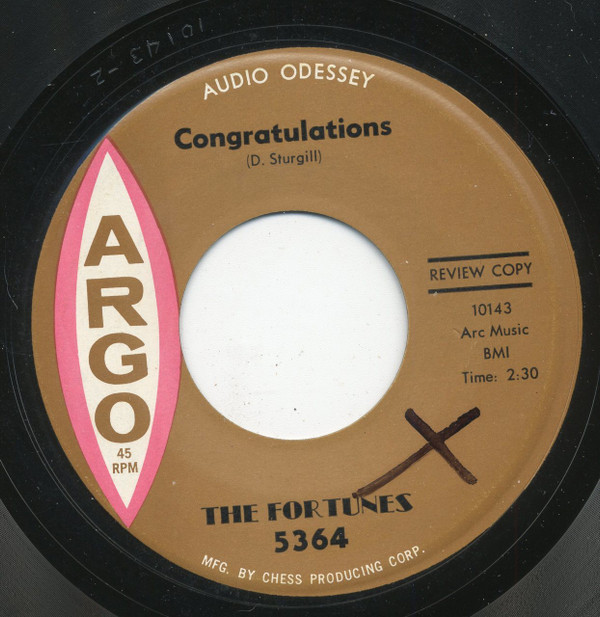 10143-2
AUDIO ODESSEY
Congratulations
(D. Sturgill)
ARGO
45
RPM
REVIEW COPY
10143
Arc Music
BMI
Time: 2:30
THE FORTUNES
5364
MFG. BY CHESS PRODUCING CORP.